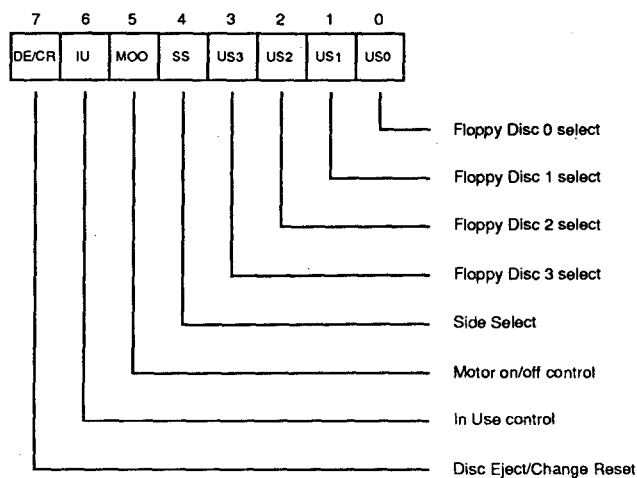 7 6 5 4 3 2 1 0
DE/CR IU MOO SS US3 US2 US1 US0
Floppy Disc 0 select
Floppy Disc 1 select
Floppy Disc 2 select
Floppy Disc 3 select
Side Select
Motor on/off control
In Use control
Disc Eject/Change Reset